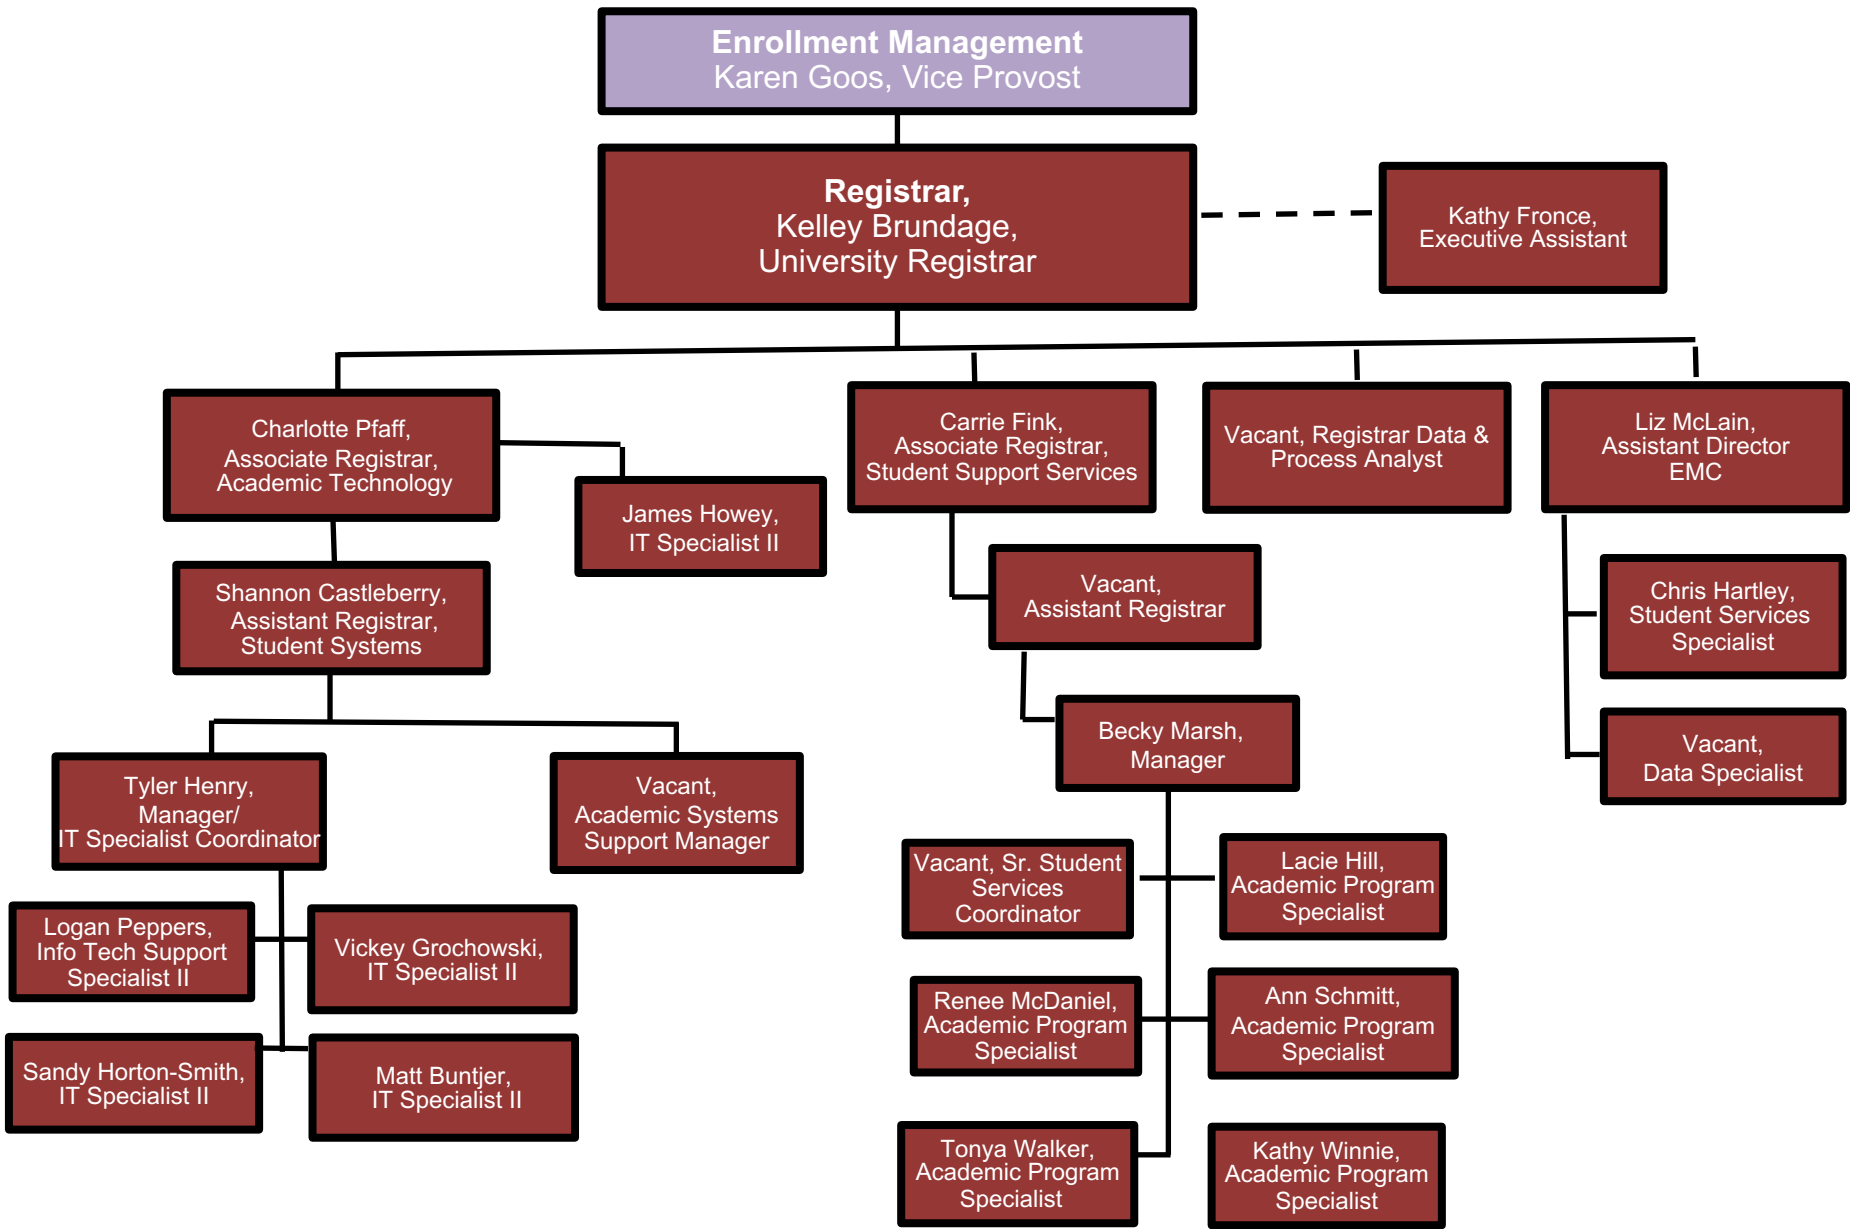 Enrollment Management
Karen Goos, Vice Provost
Registrar,
Kelley Brundage,
University Registrar
Kathy Fronce,
Executive Assistant
Charlotte Pfaff,
Associate Registrar,
Academic Technology
James Howey,
IT Specialist II
Carrie Fink,
Associate Registrar,
Student Support Services
Vacant, Registrar Data &
Process Analyst
Liz McLain,
Assistant Director
EMC
Shannon Castleberry,
Assistant Registrar,
Student Systems
Vacant,
Assistant Registrar
Chris Hartley,
Student Services
Specialist
Becky Marsh,
Manager
Vacant,
Data Specialist
Tyler Henry,
Manager/
IT Specialist Coordinator
Vacant,
Academic Systems
Support Manager
Vacant, Sr. Student
Services
Coordinator
Lacie Hill,
Academic Program
Specialist
Logan Peppers,
Info Tech Support
Specialist II
Vickey Grochowski,
IT Specialist II
Renee McDaniel,
Academic Program
Specialist
Ann Schmitt,
Academic Program
Specialist
Sandy Horton-Smith,
IT Specialist II
Matt Buntjer,
IT Specialist II
Tonya Walker,
Academic Program
Specialist
Kathy Winnie,
Academic Program
Specialist